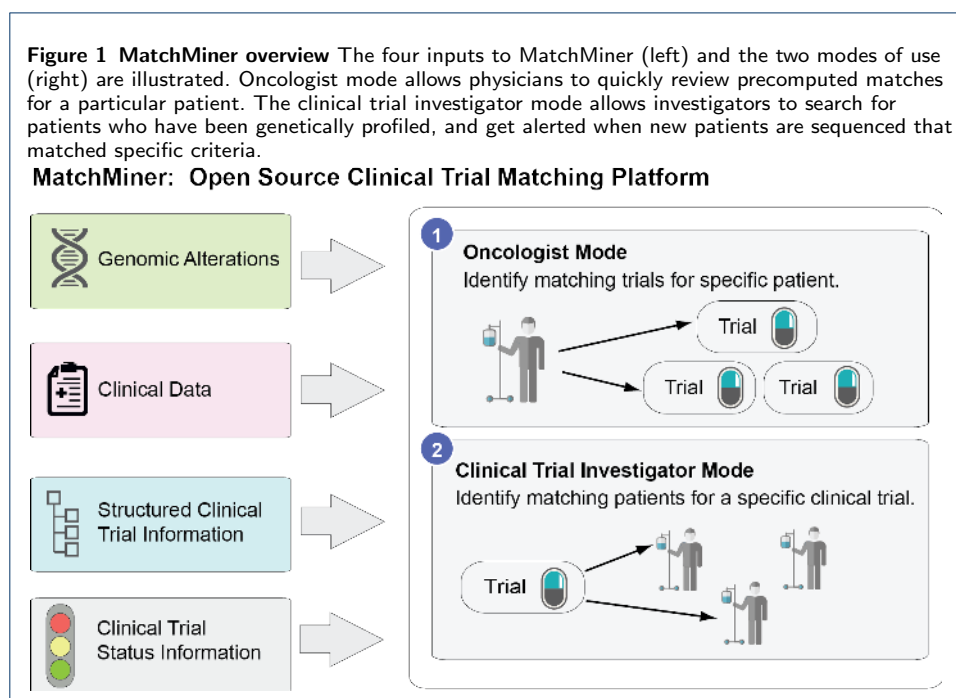 Figure 1 MatchMiner overview The four inputs to MatchMiner (left) and the two modes of use
(right) are illustrated. Oncologist mode allows physicians to quickly review precomputed matches
for a particular patient. The clinical trial investigator mode allows investigators to search for
patients who have been genetically profiled, and get alerted when new patients are sequenced that
matched specific criteria.
MatchMiner: Open Source Clinical Trial Matching Platform
Genomic Alterations
Clinical Data
Structured Clinical
Trial Information
Clinical Trial
Status Information
1
Oncologist Mode
Identify matching trials for specific patient.
Trial
Trial
Trial
2
Clinical Trial Investigator Mode
Identify matching patients for a specific clinical trial.
Trial